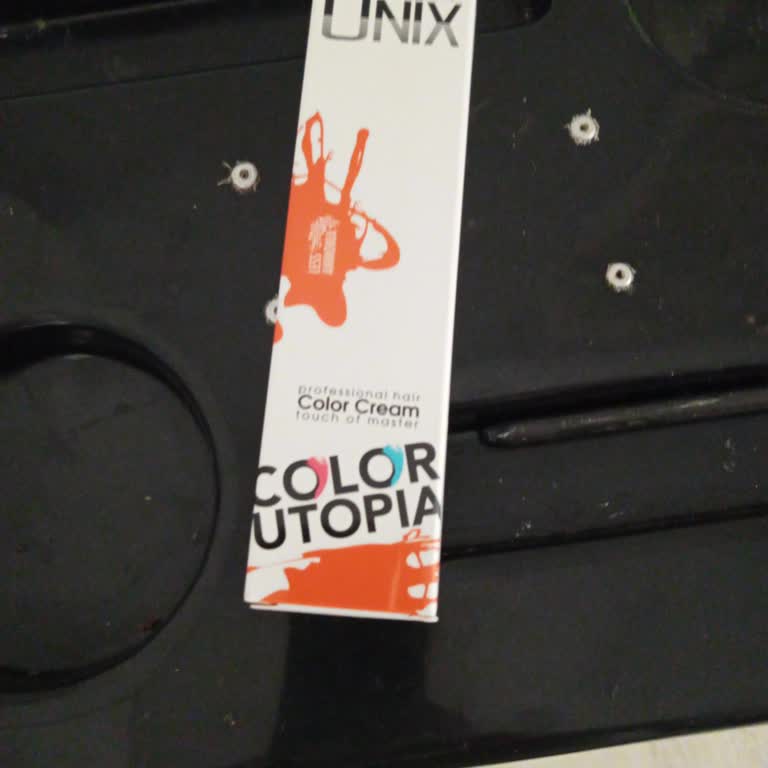 UNIX
professional hair
Color Cream
touch of master
COLOR
UTOPIA